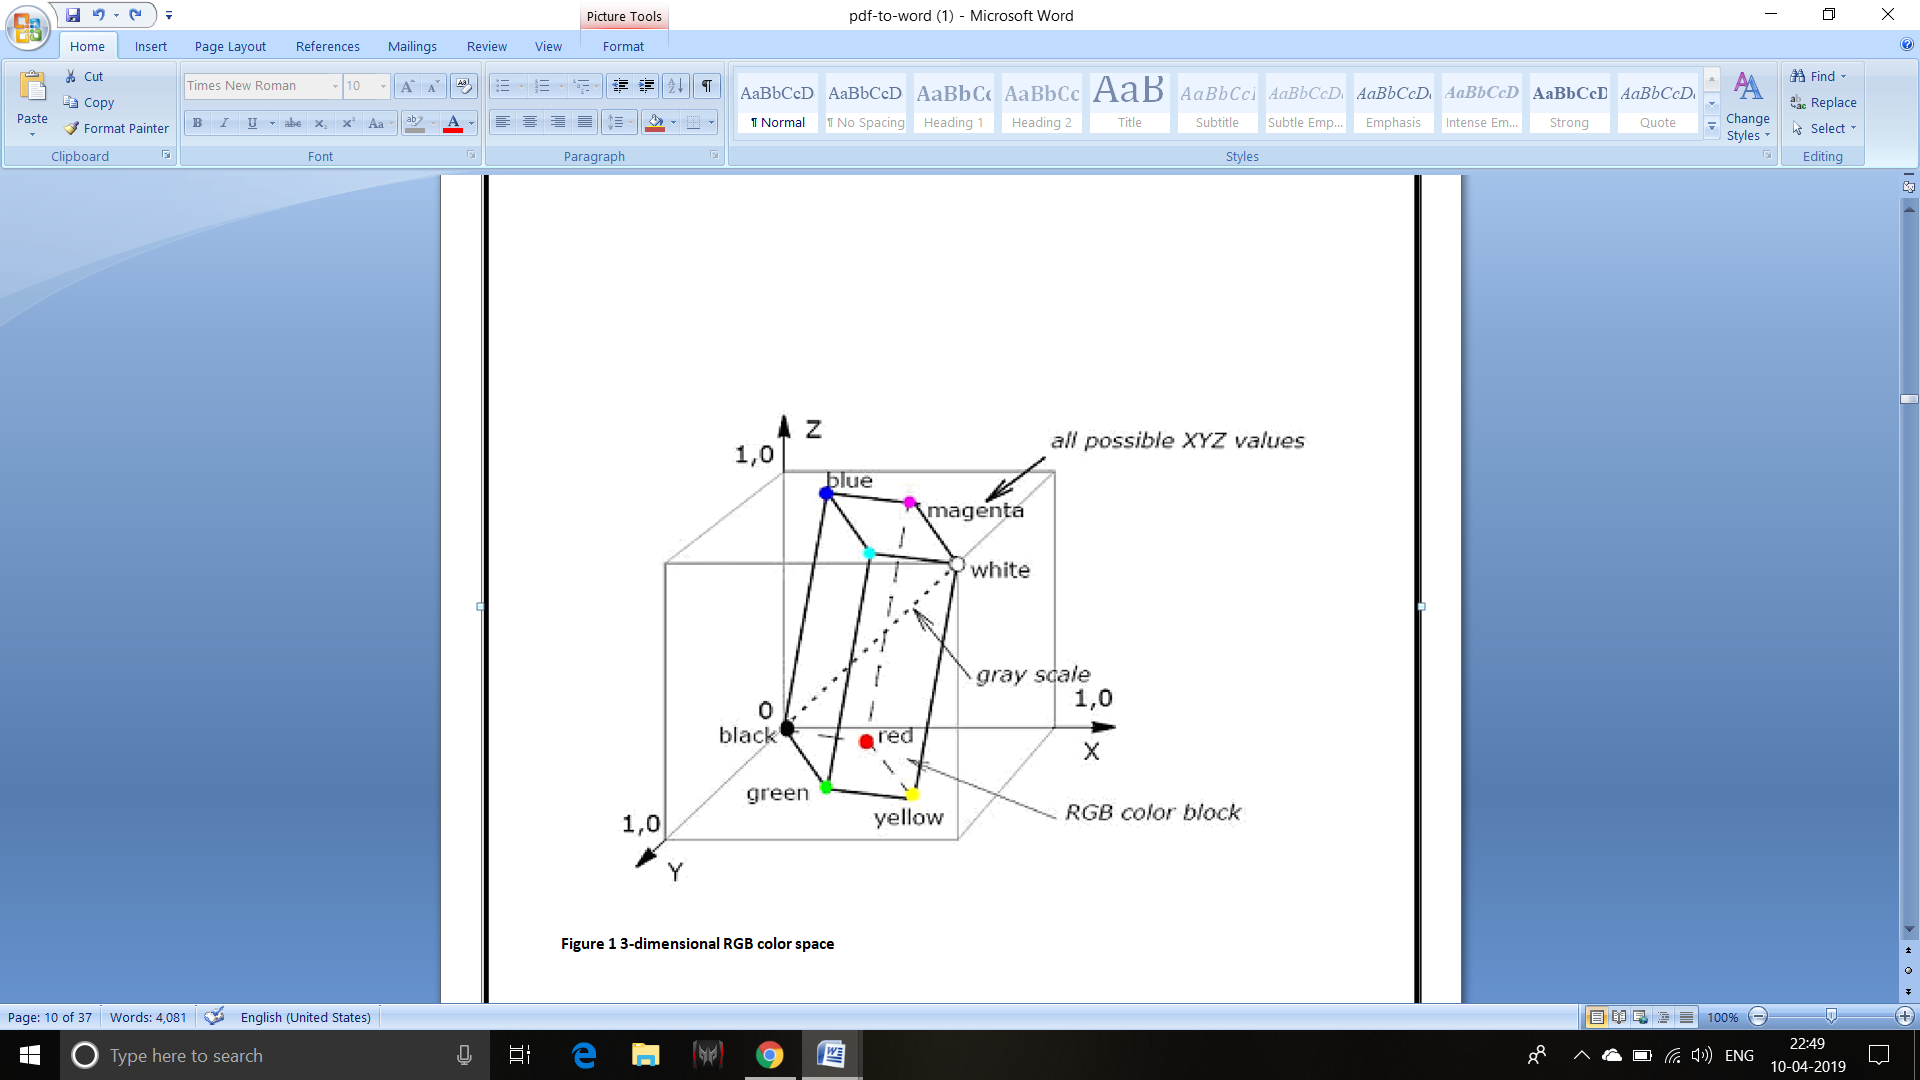 Picture Tools
pdf-to-word (1) - Microsoft Word
Home Insert Page Layout References Mailings Review View Format
Paste
Cut
Copy
Format Painter
Clipboard
Times New Roman 10
B I U abc x₂ x² Aa ab A
Font
Paragraph
AaBbCcD AaBbCcD AaBbCc AaBbCc AaB AaBbCcI AaBbCcD AaBbCcD AaBbCcD AaBbCcD AaBbCcD
¶ Normal ¶ No Spacing Heading 1 Heading 2 Title Subtitle Subtle Emp... Emphasis Intense Em... Strong Quote
Styles
Change Styles
Find
Replace
Select
Editing
Z
1,0
all possible XYZ values
blue
magenta
white
gray scale
0
1,0
black
red
X
green
yellow
RGB color block
1,0
Y
Figure 1 3-dimensional RGB color space
Page: 10 of 37 Words: 4,081 English (United States) 100%
Type here to search
ENG
22:49
10-04-2019